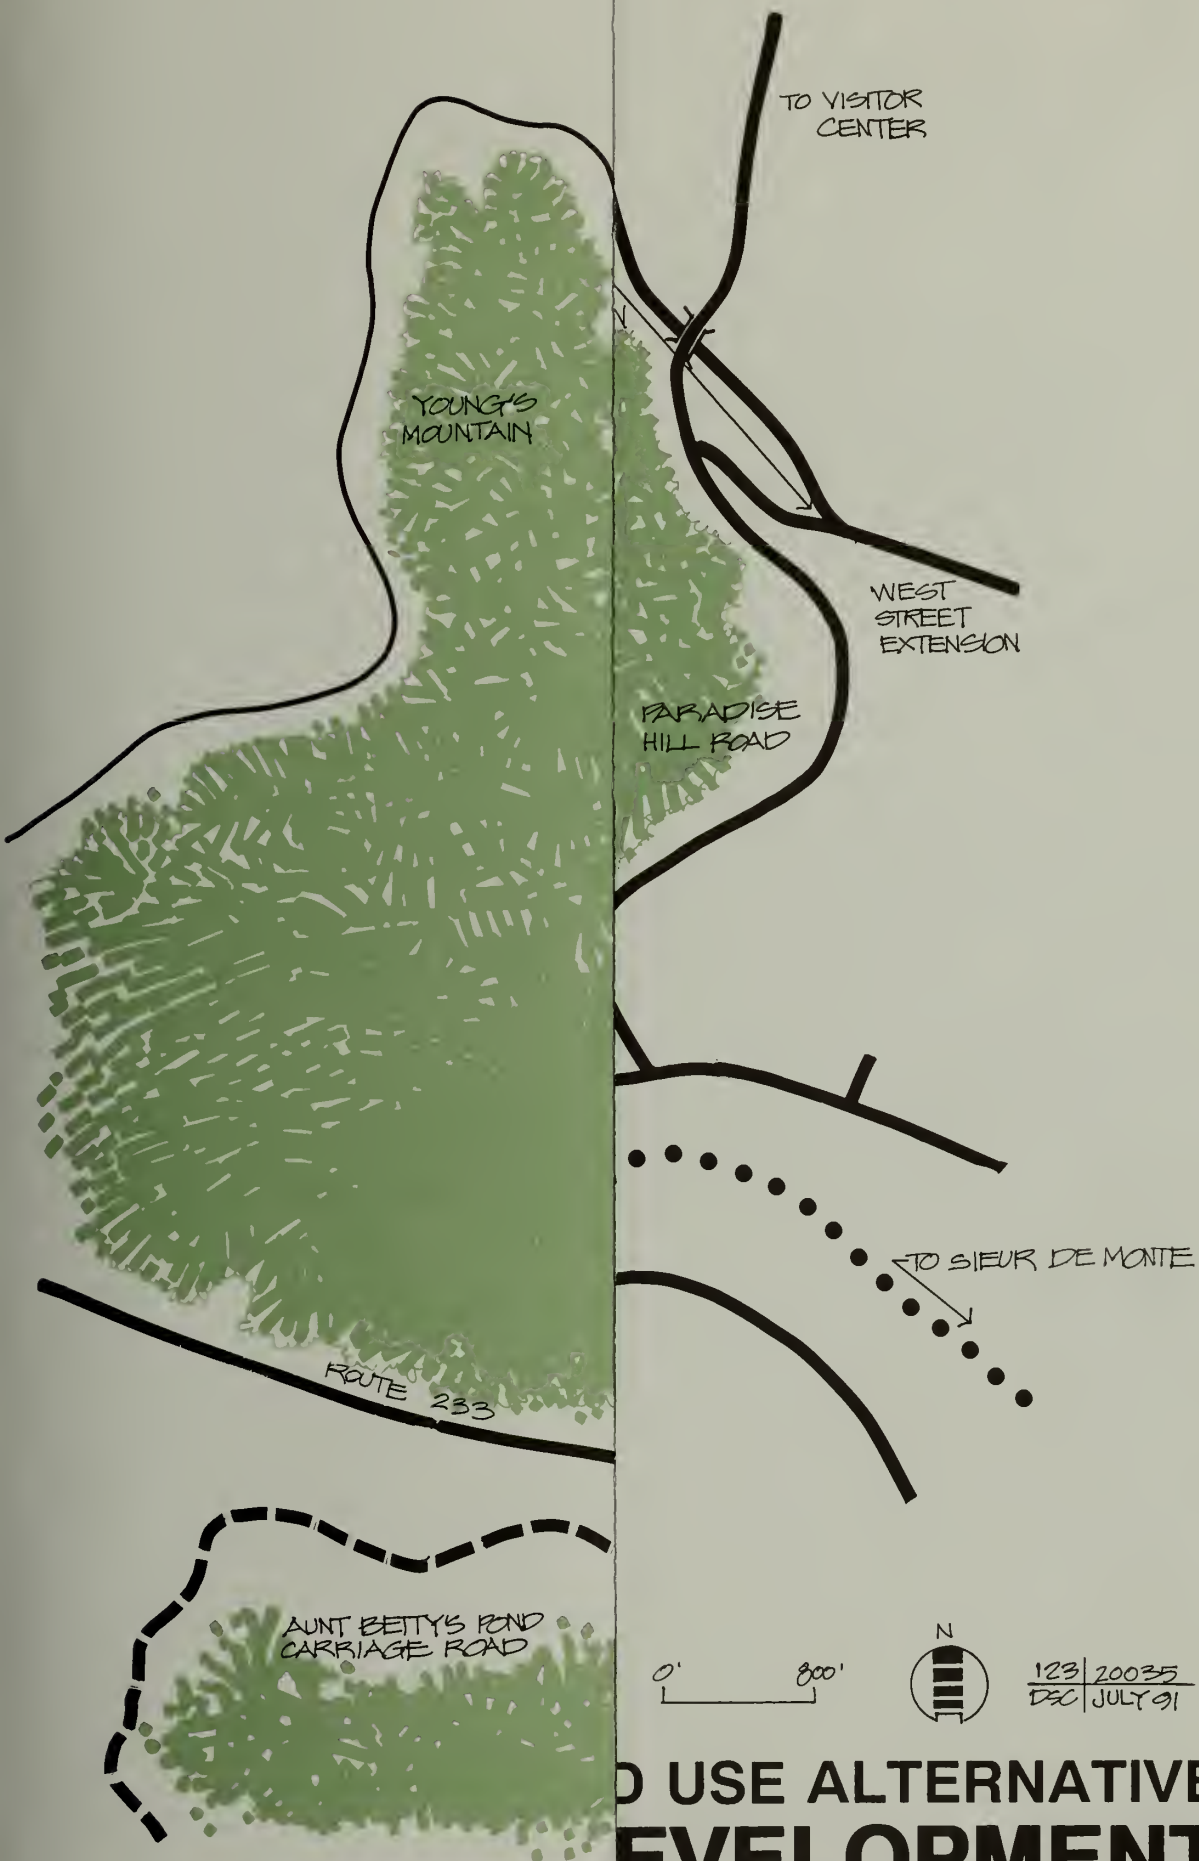 TO VISITOR
CENTER
YOUNG'S
MOUNTAIN
WEST
STREET
EXTENSION
PARADISE
HILL ROAD
TO SIEUR DE MONTE
ROUTE 233
AUNT BETTY'S POND
CARRIAGE ROAD
0' 800'
N
123 20035
DSC JULY 91
D USE ALTERNATIVE
EVELOPMENT